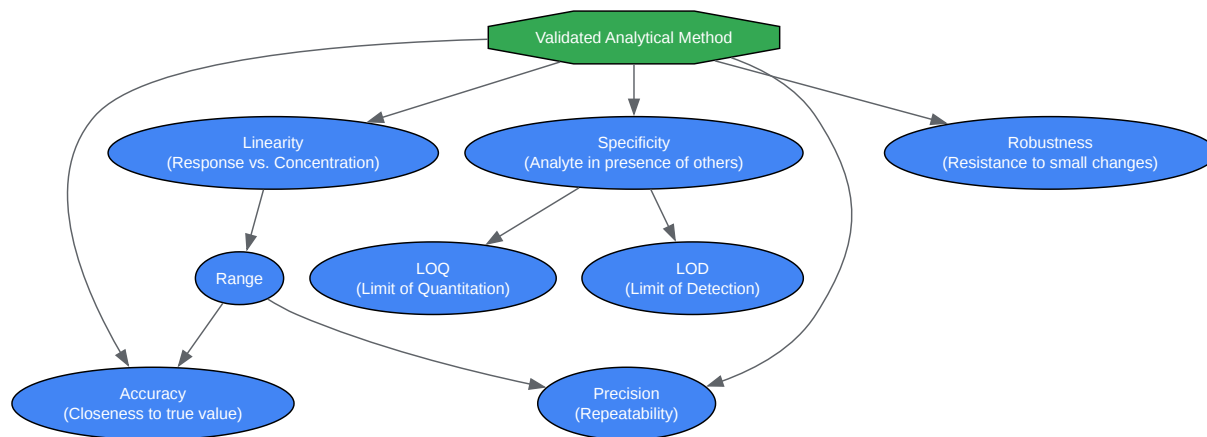 Validated Analytical Method
Linearity
(Response vs. Concentration)
Specificity
(Analyte in presence of others)
Robustness
(Resistance to small changes)
Range
LOQ
(Limit of Quantitation)
LOD
(Limit of Detection)
Accuracy
(Closeness to true value)
Precision
(Repeatability)